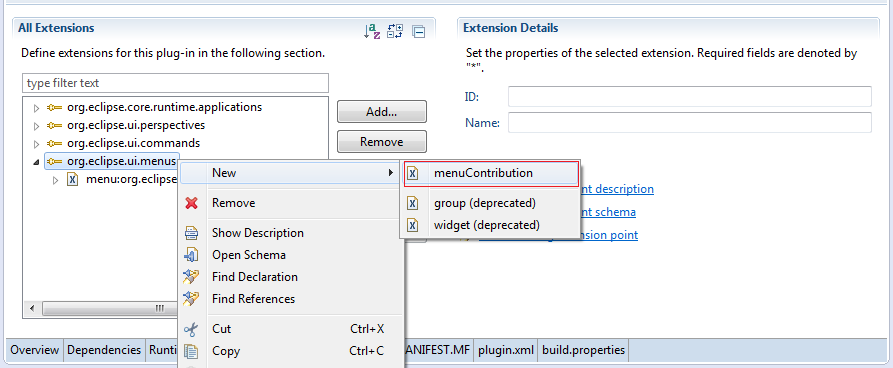 All Extensions
Define extensions for this plug-in in the following section.
type filter text
org.eclipse.core.runtime.applications
org.eclipse.ui.perspectives
org.eclipse.ui.commands
org.eclipse.ui.menus
menu:org.eclipse
Add...
Remove
New
Remove
Show Description
Open Schema
Find Declaration
Find References
Cut Ctrl+X
Copy Ctrl+C
menuContribution
group (deprecated)
widget (deprecated)
Extension Details
Set the properties of the selected extension. Required fields are denoted by
"*".
ID:
Name:
nt description
nt schema
ension point
Overview Dependencies Runti ANIFEST.MF plugin.xml build.properties